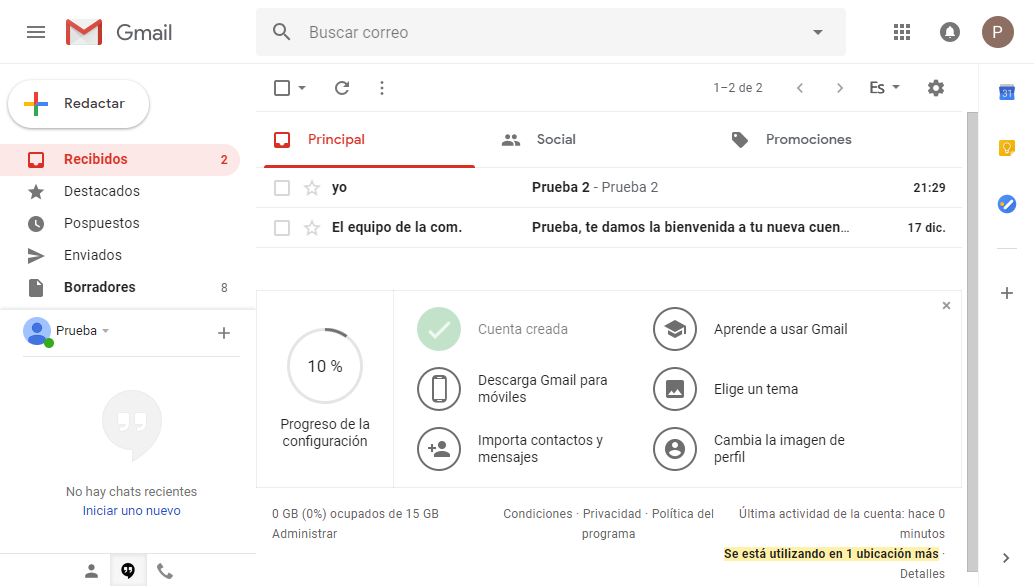 Gmail
Buscar correo
P
Redactar
1–2 de 2
Es
31
Principal
Social
Promociones
Recibidos 2
Destacados
Pospuestos
Enviados
Borradores 8
yo Prueba 2 - Prueba 2 21:29
El equipo de la com. Prueba, te damos la bienvenida a tu nueva cuen… 17 dic.
Prueba
No hay chats recientes
Iniciar uno nuevo
10 %
Progreso de la
configuración
Cuenta creada
Aprende a usar Gmail
Descarga Gmail para
móviles
Elige un tema
Importa contactos y
mensajes
Cambia la imagen de
perfil
0 GB (0%) ocupados de 15 GB
Administrar
Condiciones · Privacidad · Política del
programa
Última actividad de la cuenta: hace 0
minutos
Se está utilizando en 1 ubicación más ·
Detalles